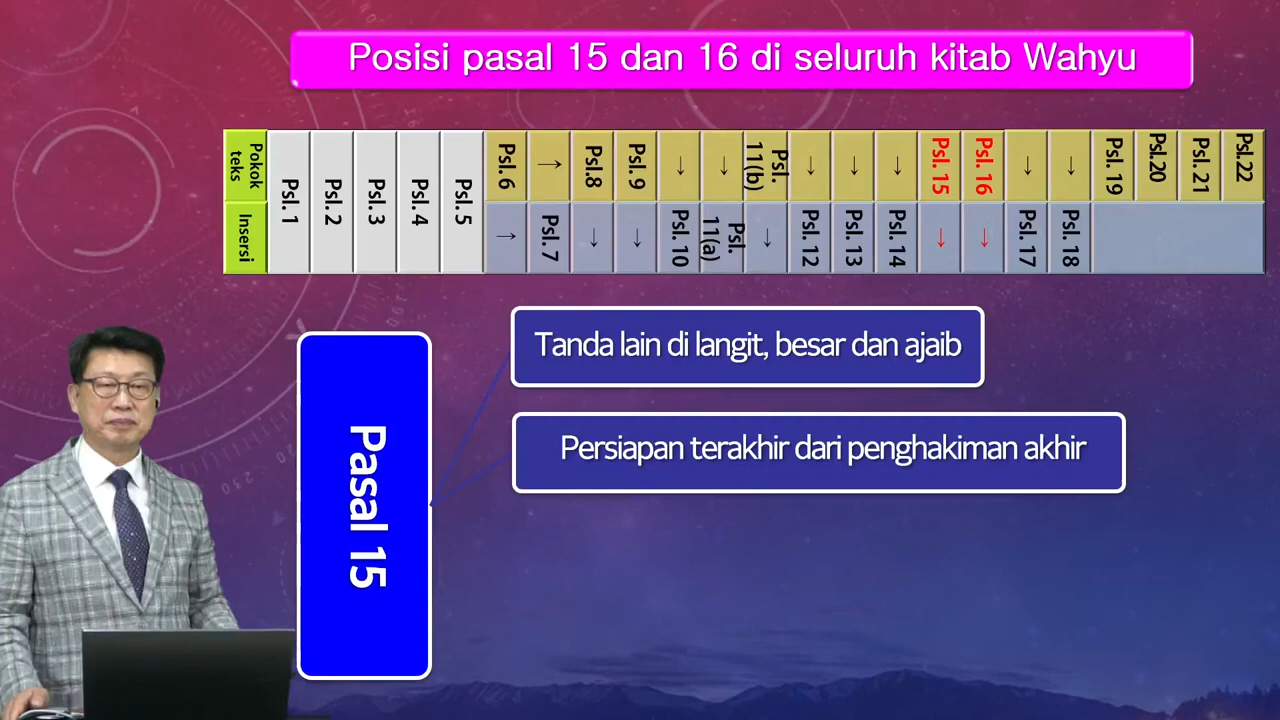 Posisi pasal 15 dan 16 di seluruh kitab Wahyu
Pokok
teks
Insersi
Psl. 1
Psl. 2
Psl. 3
Psl. 4
Psl. 5
Psl. 6
→
Psl.8
Psl.9
↓
↓
Psl.
11(b)
↓
↓
↓
Psl. 15
Psl. 16
↓
↓
Psl. 19
Psl.20
Psl. 21
Psl.22
→
Psl. 7
↓
↓
Psl. 10
Psl.
11(a)
↓
Psl. 12
Psl. 13
Psl. 14
↓
↓
Psl. 17
Psl. 18
Pasal 15
Tanda lain di langit, besar dan ajaib
Persiapan terakhir dari penghakiman akhir